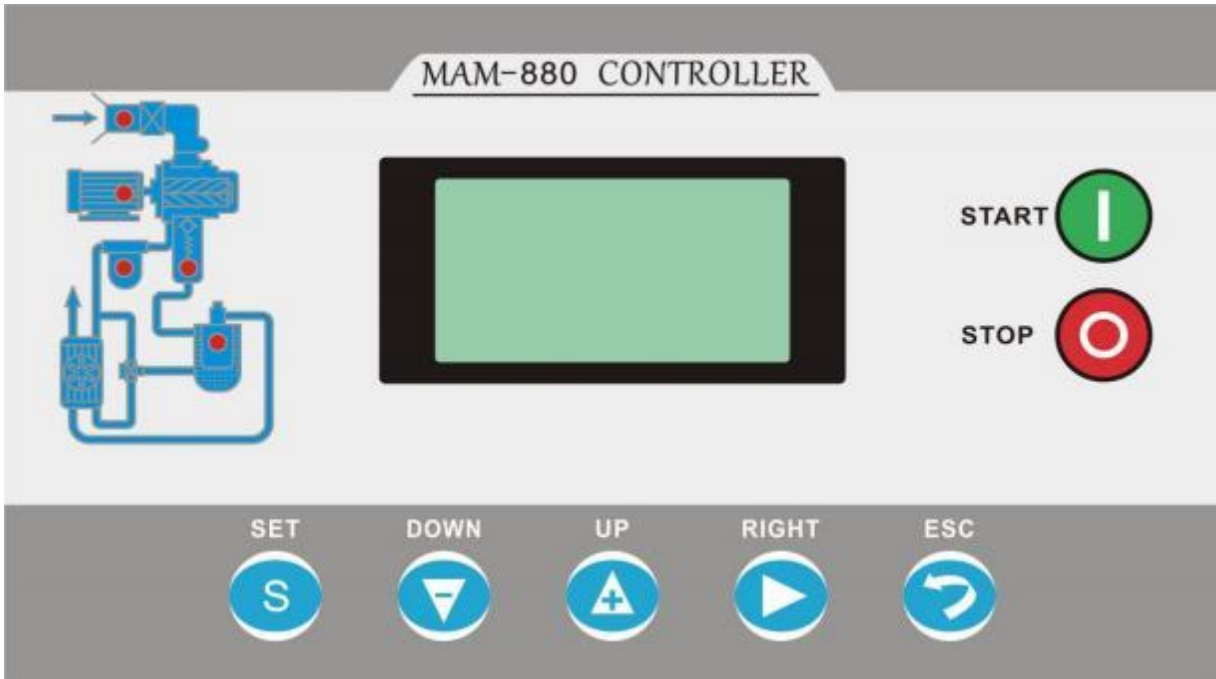 MAM-880 CONTROLLER
START
STOP
SET DOWN UP RIGHT ESC
S - +